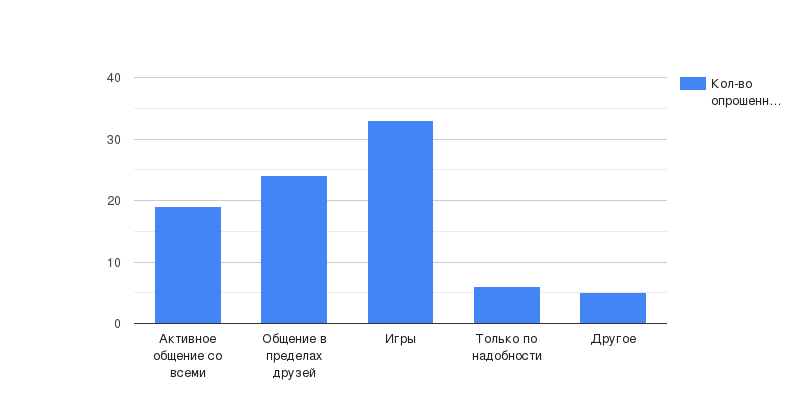 40
30
20
10
0
Кол-во
опрошенн…
Активное
общение со
всеми
Общение в
пределах
друзей
Игры
Только по
надобности
Другое